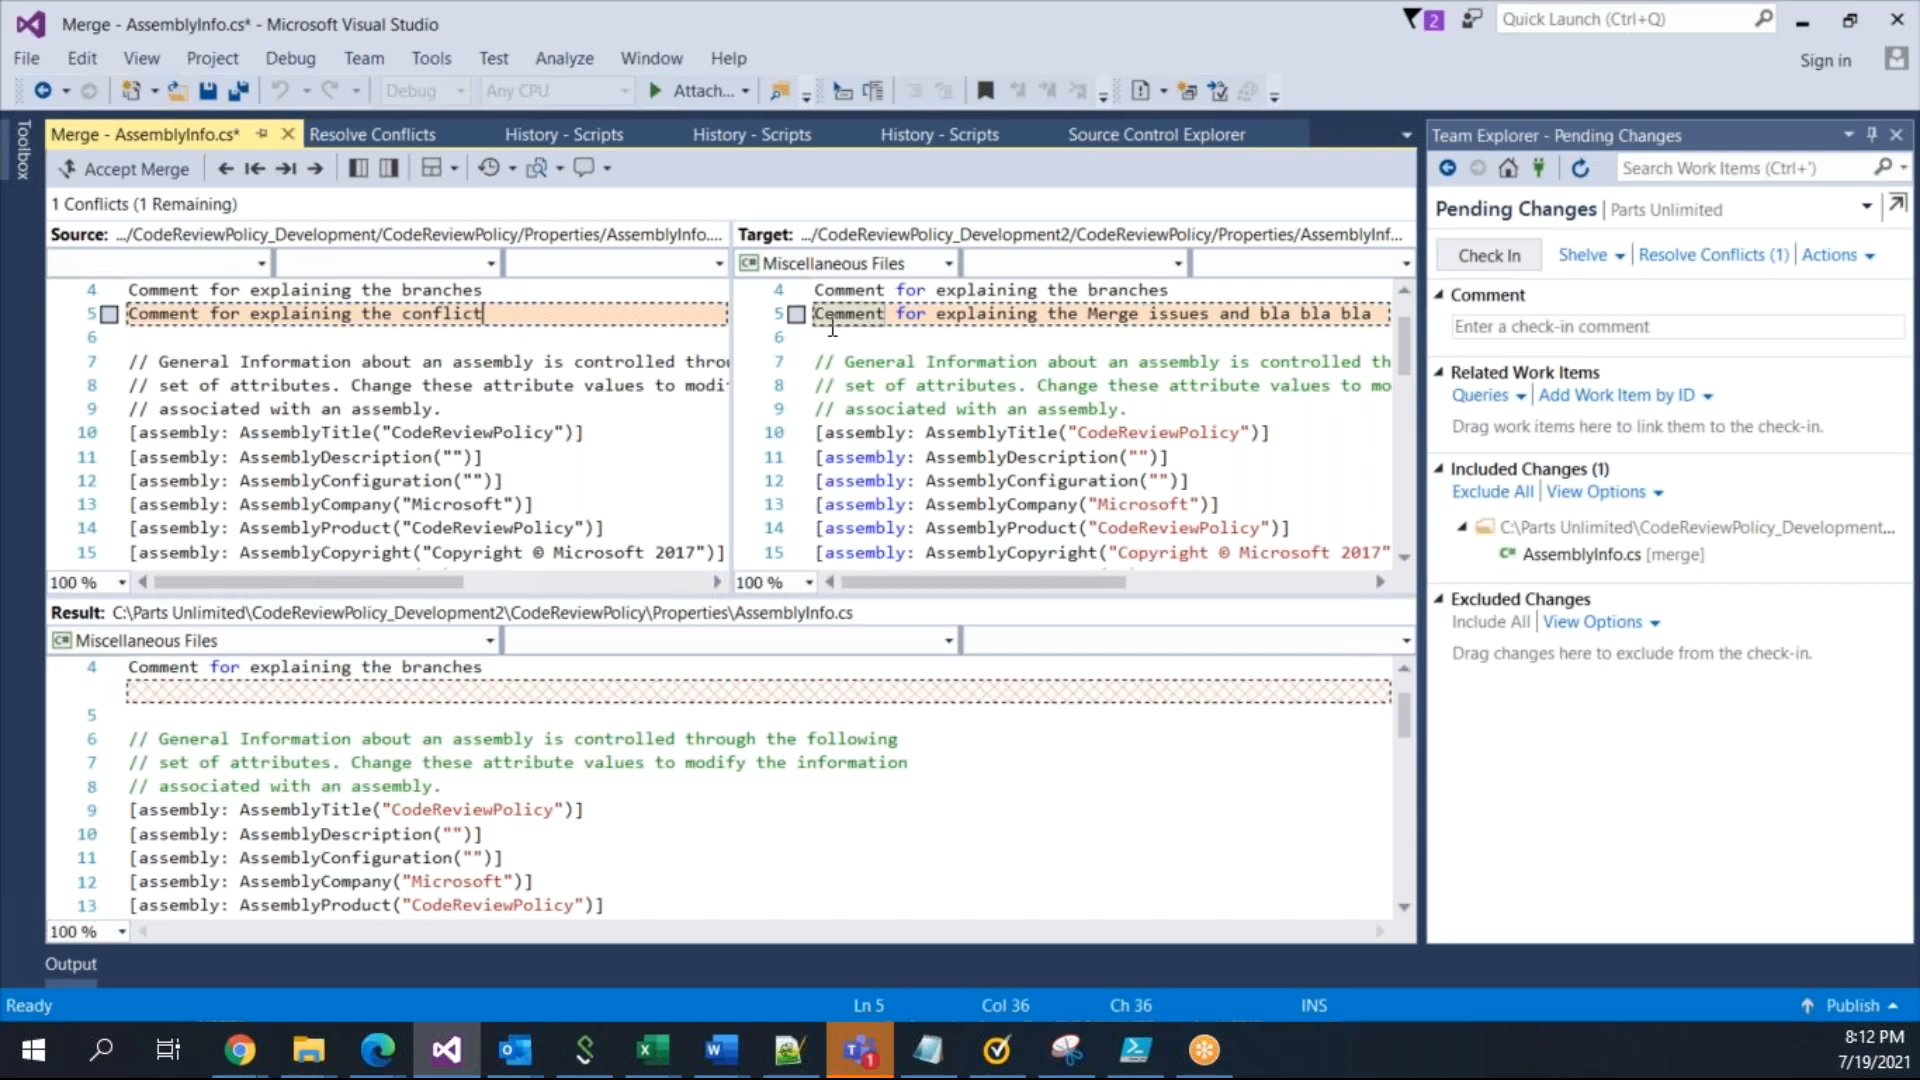 Merge - AssemblyInfo.cs* - Microsoft Visual Studio
2
Quick Launch (Ctrl+Q)
File Edit View Project Debug Team Tools Test Analyze Window Help
Sign in
Debug Any CPU Attach...
Toolbox
Merge - AssemblyInfo.cs* Resolve Conflicts History - Scripts History - Scripts History - Scripts Source Control Explorer
Accept Merge
1 Conflicts (1 Remaining)
Source: .../CodeReviewPolicy_Development/CodeReviewPolicy/Properties/AssemblyInfo....
4 Comment for explaining the branches
5 Comment for explaining the conflict
6
7 // General Information about an assembly is controlled throu
8 // set of attributes. Change these attribute values to modi
9 // associated with an assembly.
10 [assembly: AssemblyTitle("CodeReviewPolicy")]
11 [assembly: AssemblyDescription("")]
12 [assembly: AssemblyConfiguration("")]
13 [assembly: AssemblyCompany("Microsoft")]
14 [assembly: AssemblyProduct("CodeReviewPolicy")]
15 [assembly: AssemblyCopyright("Copyright © Microsoft 2017")]
100 %
Target: .../CodeReviewPolicy_Development2/CodeReviewPolicy/Properties/AssemblyInf...
C# Miscellaneous Files
4 Comment for explaining the branches
5 Comment for explaining the Merge issues and bla bla bla
6
7 // General Information about an assembly is controlled th
8 // set of attributes. Change these attribute values to mo
9 // associated with an assembly.
10 [assembly: AssemblyTitle("CodeReviewPolicy")]
11 [assembly: AssemblyDescription("")]
12 [assembly: AssemblyConfiguration("")]
13 [assembly: AssemblyCompany("Microsoft")]
14 [assembly: AssemblyProduct("CodeReviewPolicy")]
15 [assembly: AssemblyCopyright("Copyright © Microsoft 2017"
100 %
Result: C:\Parts Unlimited\CodeReviewPolicy_Development2\CodeReviewPolicy\Properties\AssemblyInfo.cs
C# Miscellaneous Files
4 Comment for explaining the branches
5
6 // General Information about an assembly is controlled through the following
7 // set of attributes. Change these attribute values to modify the information
8 // associated with an assembly.
9 [assembly: AssemblyTitle("CodeReviewPolicy")]
10 [assembly: AssemblyDescription("")]
11 [assembly: AssemblyConfiguration("")]
12 [assembly: AssemblyCompany("Microsoft")]
13 [assembly: AssemblyProduct("CodeReviewPolicy")]
100 %
Team Explorer - Pending Changes
Search Work Items (Ctrl+')
Pending Changes | Parts Unlimited
Check In Shelve | Resolve Conflicts (1) | Actions
Comment
Enter a check-in comment
Related Work Items
Queries | Add Work Item by ID
Drag work items here to link them to the check-in.
Included Changes (1)
Exclude All | View Options
C:\Parts Unlimited\CodeReviewPolicy_Development...
C# AssemblyInfo.cs [merge]
Excluded Changes
Include All | View Options
Drag changes here to exclude from the check-in.
Output
Ready Ln 5 Col 36 Ch 36 INS Publish
1
8:12 PM
7/19/2021